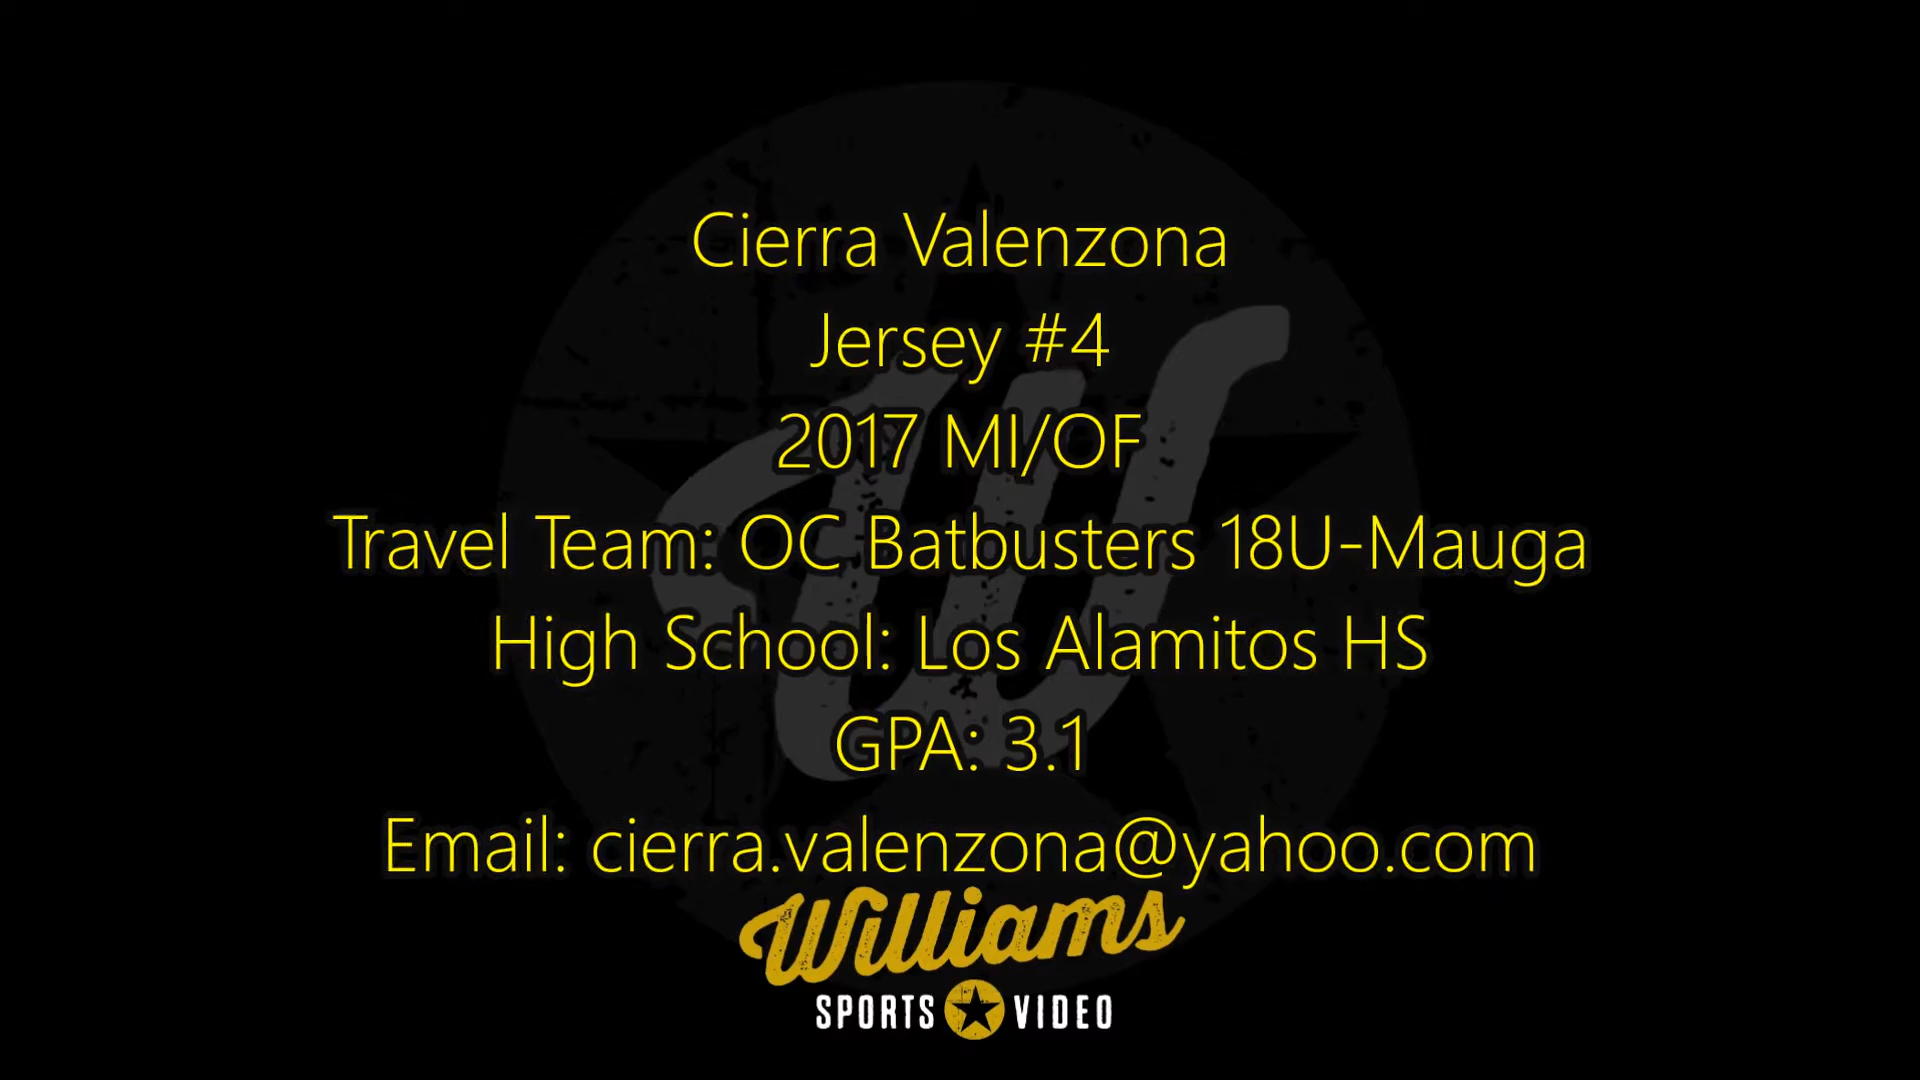 Cierra Valenzona
Jersey #4
2017 MI/OF
Travel Team: OC Batbusters 18U-Mauga
High School: Los Alamitos HS
GPA: 3.1
Email: cierra.valenzona@yahoo.com
Williams
SPORTS VIDEO